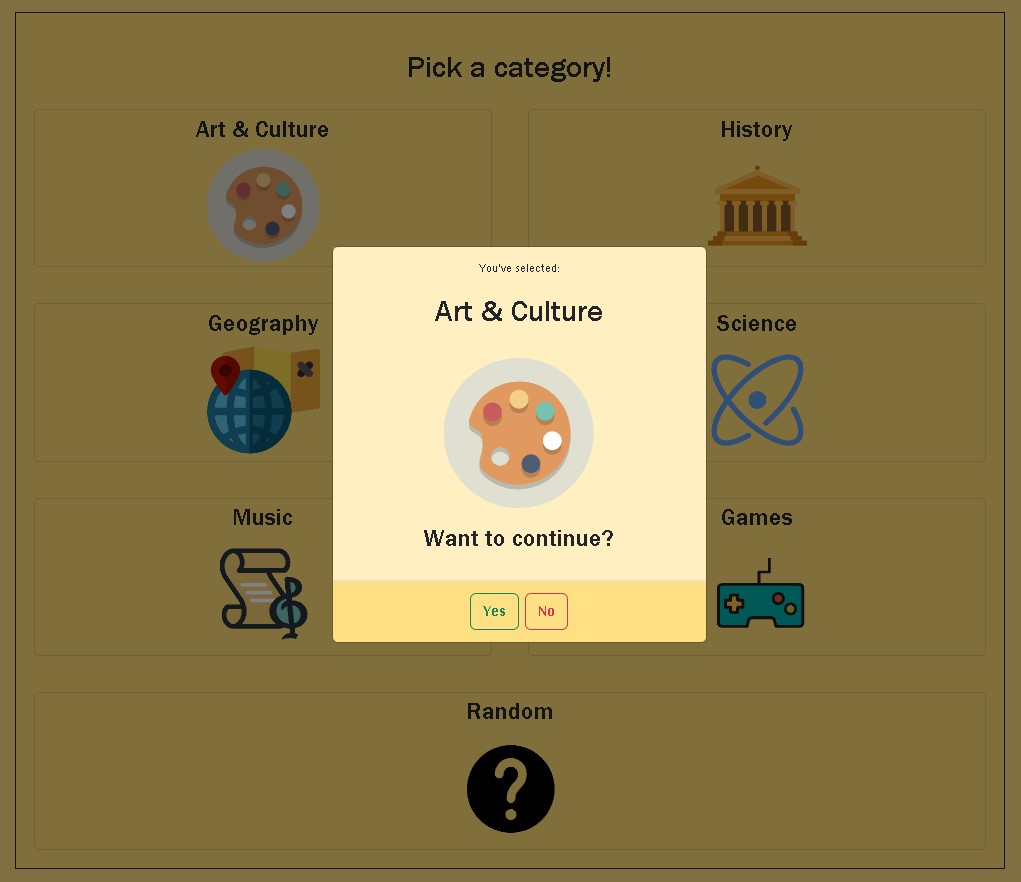 Pick a category!
Art & Culture
History
Geography
Science
Music
Games
Random
You've selected:
Art & Culture
Want to continue?
Yes
No